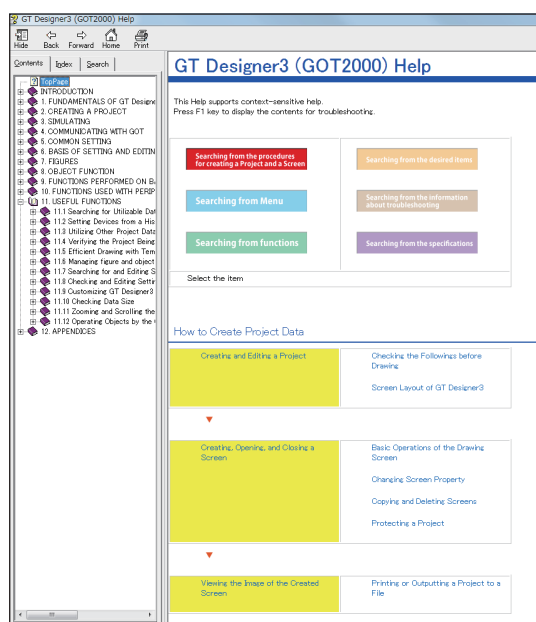 GT Designer3 (GOT2000) Help
Hide Back Forward Home Print
Contents Index Search
TopPage
INTRODUCTION
1. FUNDAMENTALS OF GT Designe
2. CREATING A PROJECT
3. SIMULATING
4. COMMUNICATING WITH GOT
5. COMMON SETTING
6. BASIS OF SETTING AND EDITIN
7. FIGURES
8. OBJECT FUNCTION
9. FUNCTIONS PERFORMED ON B
10. FUNCTIONS USED WITH PERIP
11. USEFUL FUNCTIONS
11.1 Searching for Utilizable Dat
11.2 Setting Devices from a His
11.3 Utilizing Other Project Data
11.4 Verifying the Project Being
11.5 Efficient Drawing with Tem
11.6 Managing figure and object
11.7 Searching for and Editing S
11.8 Checking and Editing Settir
11.9 Customizing GT Designer3
11.10 Checking Data Size
11.11 Zooming and Scrolling the
11.12 Operating Objects by the
12. APPENDICES
GT Designer3 (GOT2000) Help
This Help supports context-sensitive help.
Press F1 key to display the contents for troubleshooting.
Searching from the procedures
for creating a Project and a Screen
Searching from the desired items
Searching from Menu
Searching from the information
about troubleshooting
Searching from functions
Searching from the specifications
Select the item
How to Create Project Data
Creating and Editing a Project
Checking the Followings before
Drawing
Screen Layout of GT Designer3
Creating, Opening, and Closing a
Screen
Basic Operations of the Drawing
Screen
Changing Screen Property
Copying and Deleting Screens
Protecting a Project
Viewing the Image of the Created
Screen
Printing or Outputting a Project to a
File